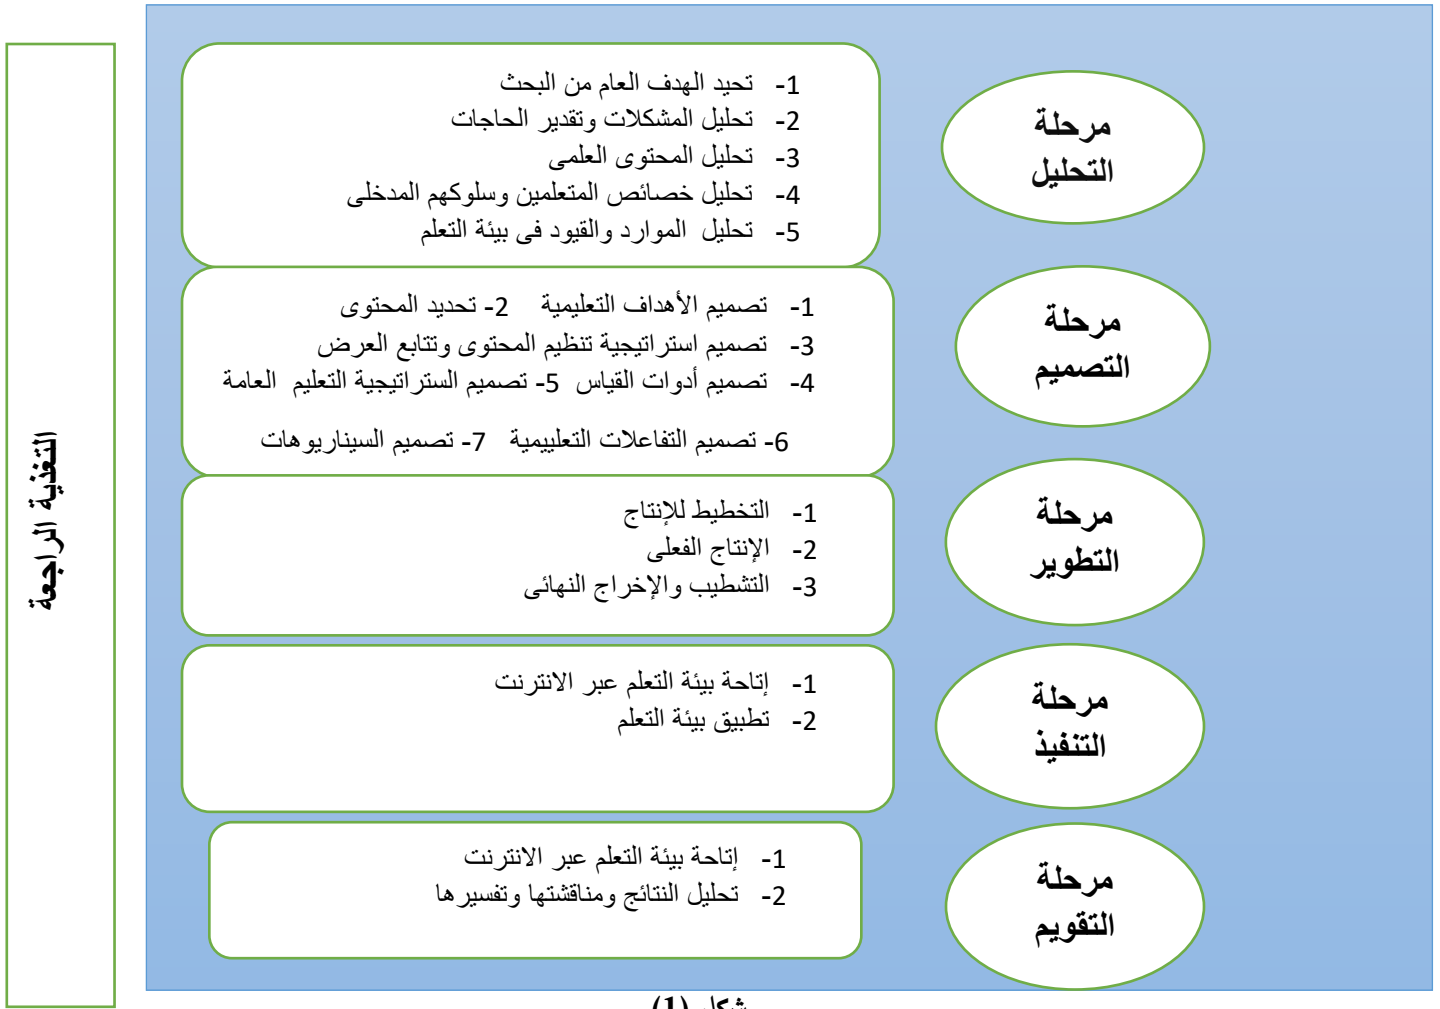 مرحلة
التحليل
1- تحيد الهدف العام من البحث
2- تحليل المشكلات وتقدير الحاجات
3- تحليل المحتوى العلمى
4- تحليل خصائص المتعلمين وسلوكهم المدخلى
5- تحليل الموارد والقيود فى بيئة التعلم
مرحلة
التصميم
1- تصميم الأهداف التعليمية 2- تحديد المحتوى
3- تصميم استراتيجية تنظيم المحتوى وتتابع العرض
4- تصميم أدوات القياس 5- تصميم الستراتيجية التعليم العامة
6- تصميم التفاعلات التعلييمية 7- تصميم السيناريوهات
مرحلة
التطوير
1- التخطيط للإنتاج
2- الإنتاج الفعلى
3- التشطيب والإخراج النهائى
مرحلة
التنفيذ
1- إتاحة بيئة التعلم عبر الانترنت
2- تطبيق بيئة التعلم
مرحلة
التقويم
1- إتاحة بيئة التعلم عبر الانترنت
2- تحليل النتائج ومناقشتها وتفسيرها
التغذية الراجعة
شكل (1)